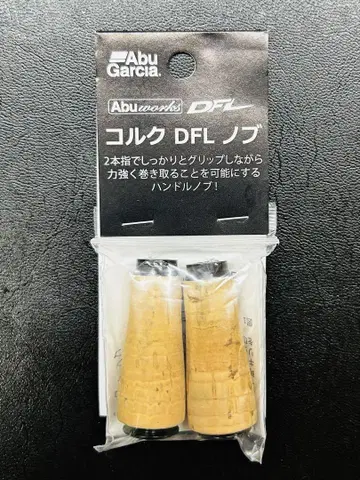 Abu
Garcia®
Abuworks DFL
コルク DFL ノブ
2本指でしっかりとグリップしながら
力強く巻き取ることを可能にする
ハンドルノブ！